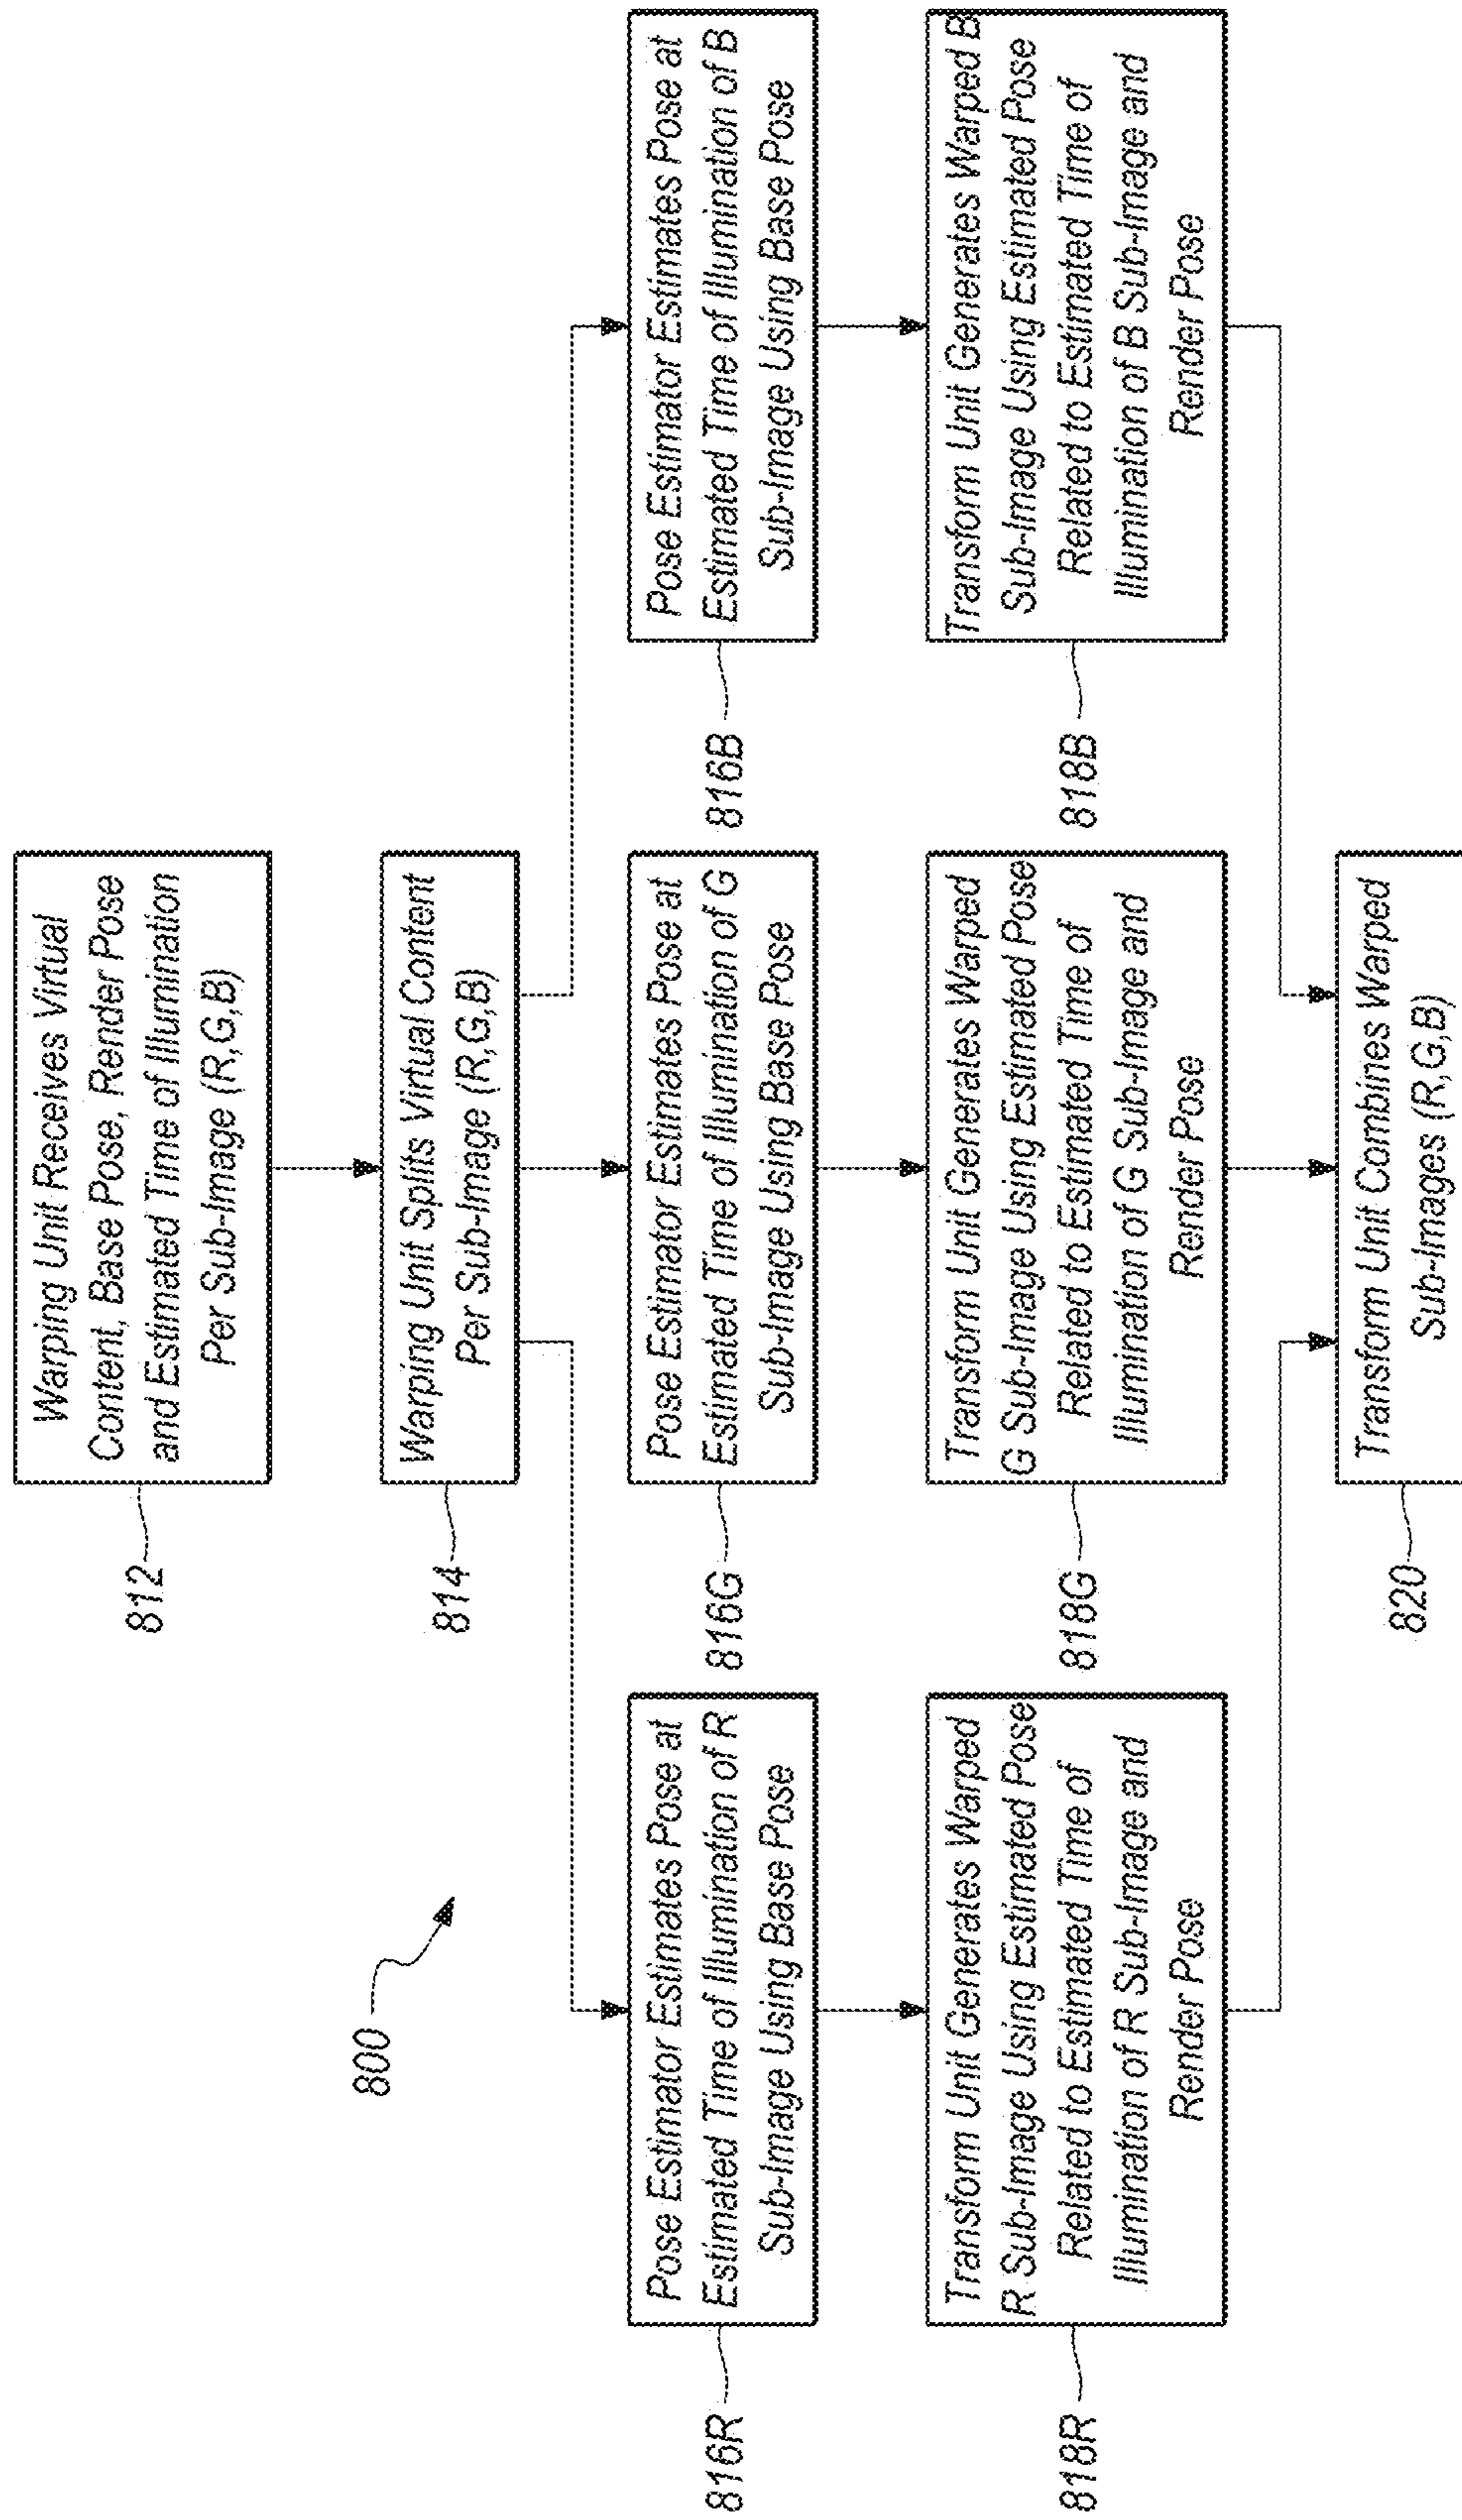 800
812
Warping Unit Receives Virtual
Content, Base Pose, Render Pose
and Estimated Time of Illumination
Per Sub-Image (R,G,B)
814
Warping Unit Splits Virtual Content
Per Sub-Image (R,G,B)
816R
Pose Estimator Estimates Pose at
Estimated Time of Illumination of R
Sub-Image Using Base Pose
816G
Pose Estimator Estimates Pose at
Estimated Time of Illumination of G
Sub-Image Using Base Pose
816B
Pose Estimator Estimates Pose at
Estimated Time of Illumination of B
Sub-Image Using Base Pose
818R
Transform Unit Generates Warped
R Sub-Image Using Estimated Pose
Related to Estimated Time of
Illumination of R Sub-Image and
Render Pose
818G
Transform Unit Generates Warped
G Sub-Image Using Estimated Pose
Related to Estimated Time of
Illumination of G Sub-Image and
Render Pose
818B
Transform Unit Generates Warped B
Sub-Image Using Estimated Pose
Related to Estimated Time of
Illumination of B Sub-Image and
Render Pose
820
Transform Unit Combines Warped
Sub-Images (R,G,B)